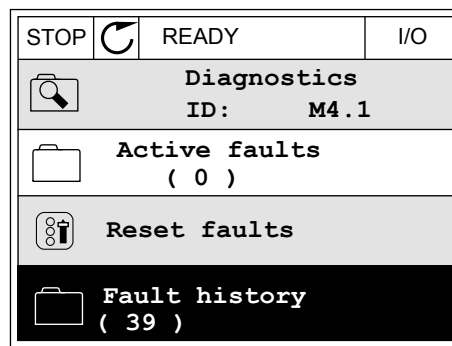 STOP READY I/O
Diagnostics
ID: M4.1
Active faults
( 0 )
Reset faults
Fault history
( 39 )